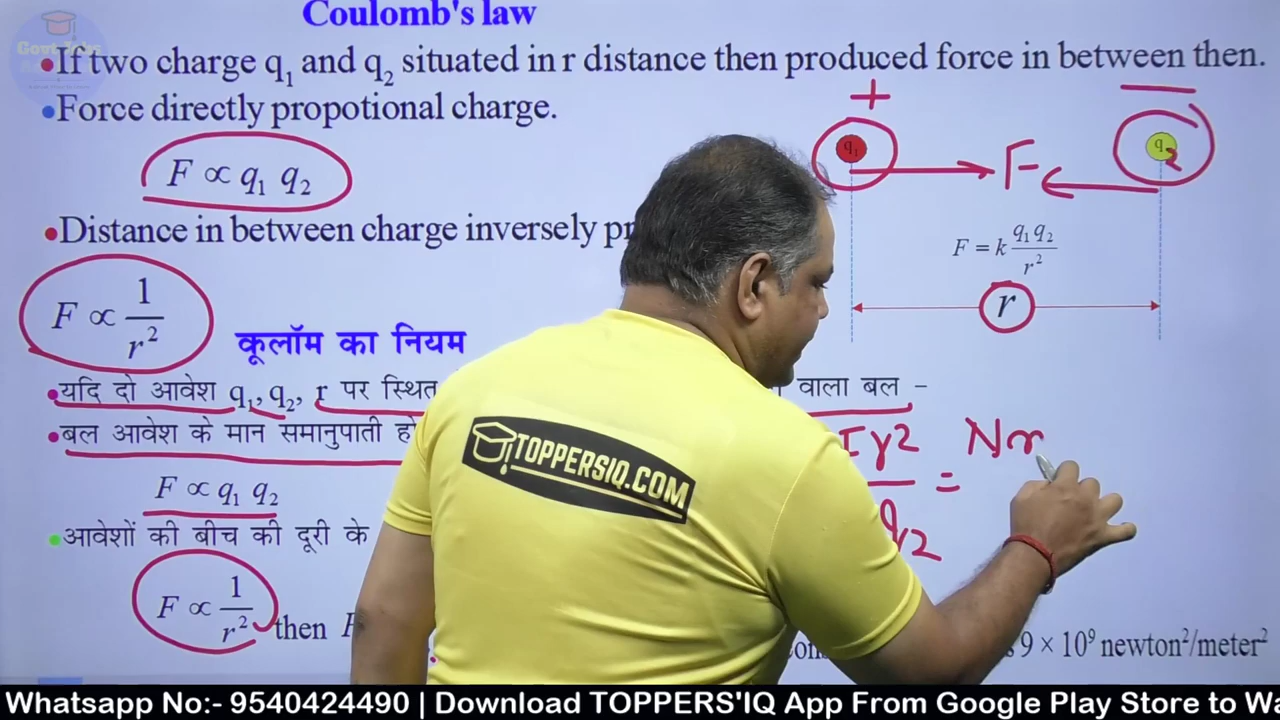 Coulomb's law
•If two charge q₁ and q₂ situated in r distance then produced force in between then.
•Force directly propotional charge.
F ∝ q₁ q₂
•Distance in between charge inversely
F ∝ 1/r²
+
−
q₁
q₂
F
F = k q₁q₂/r²
r
कूलॉम का नियम
•यदि दो आवेश q₁, q₂, r पर स्थित
वाला बल –
•बल आवेश के मान समानुपाती
F ∝ q₁ q₂
•आवेशों की बीच की दूरी के
F ∝ 1/r²
then
=
9 × 10⁹ newton²/meter²
TOPPERSIQ.COM
Whatsapp No:- 9540424490 | Download TOPPERS'IQ App From Google Play Store to